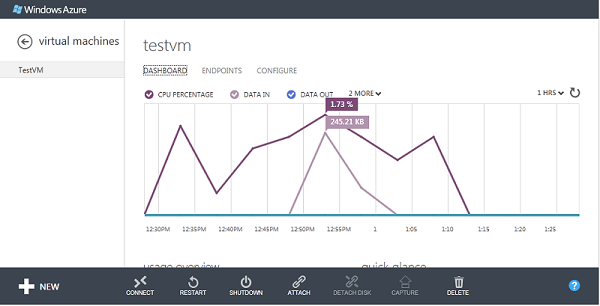 Windows Azure
virtual machines
TestVM
testvm
DASHBOARD ENDPOINTS CONFIGURE
CPU PERCENTAGE DATA IN DATA OUT 2 MORE 1 HRS
1.73 %
245.21 KB
12:30PM 12:35PM 12:40PM 12:45PM 12:50PM 12:55PM 1 1:05 1:10 1:15 1:20 1:25
usage overview quick glance
NEW CONNECT RESTART SHUTDOWN ATTACH DETACH DISK CAPTURE DELETE ?